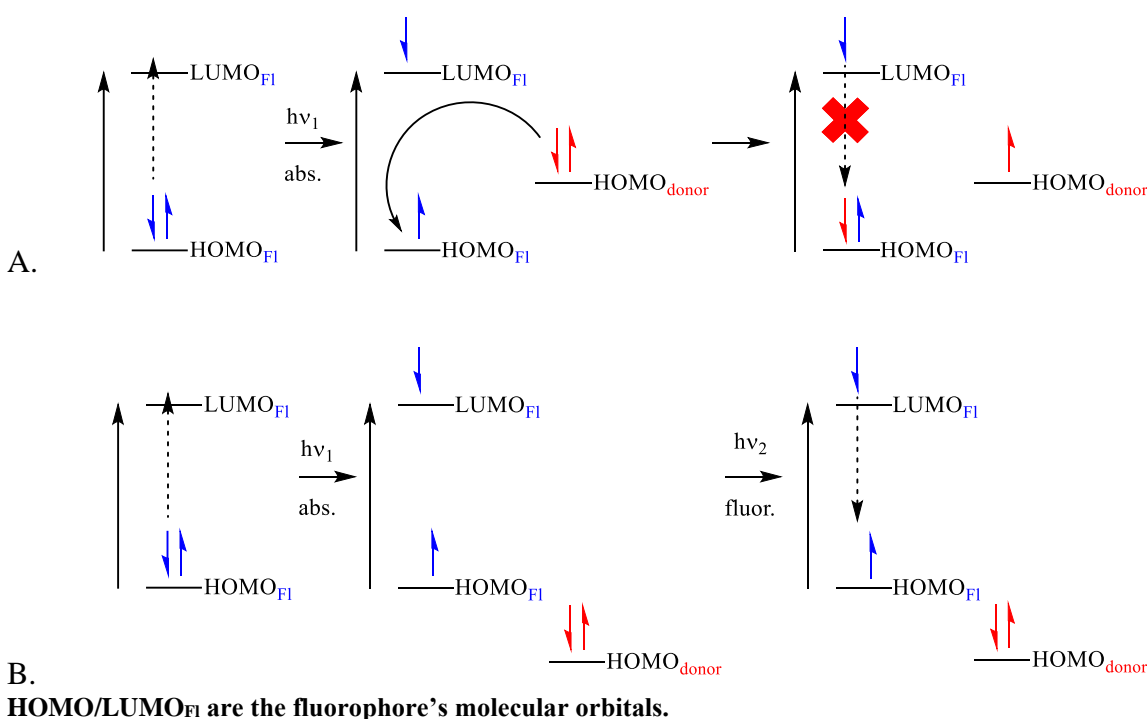 LUMOFl LUMOFl LUMOFl
hν1
abs.
HOMOdonor HOMOdonor
HOMOFl HOMOFl HOMOFl
A.
LUMOFl LUMOFl LUMOFl
hν1 hν2
abs. fluor.
HOMOFl HOMOFl HOMOFl
HOMOdonor HOMOdonor
B.
HOMO/LUMOFl are the fluorophore's molecular orbitals.